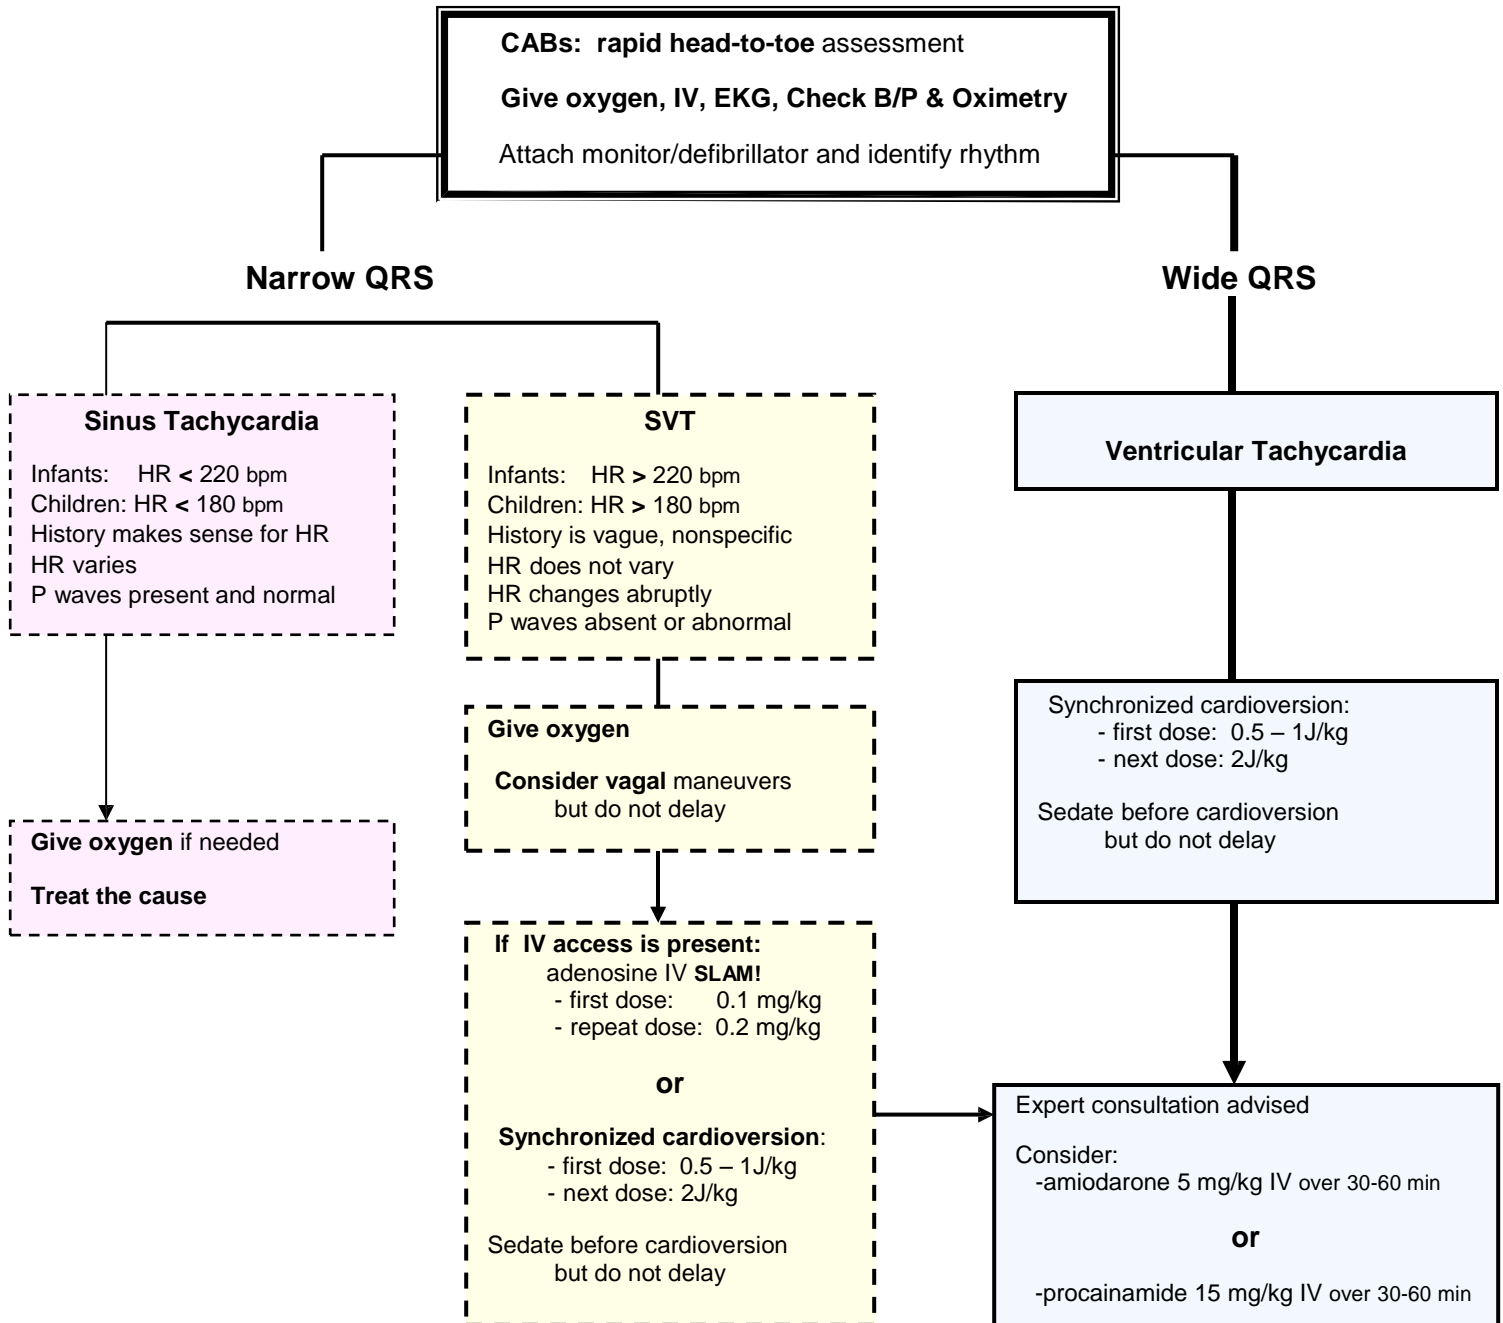 CABs: rapid head-to-toe assessment
Give oxygen, IV, EKG, Check B/P & Oximetry
Attach monitor/defibrillator and identify rhythm
Narrow QRS
Wide QRS
Sinus Tachycardia
Infants: HR < 220 bpm
Children: HR < 180 bpm
History makes sense for HR
HR varies
P waves present and normal
Give oxygen if needed
Treat the cause
SVT
Infants: HR > 220 bpm
Children: HR > 180 bpm
History is vague, nonspecific
HR does not vary
HR changes abruptly
P waves absent or abnormal
Give oxygen
Consider vagal maneuvers
but do not delay
If IV access is present:
adenosine IV SLAM!
- first dose: 0.1 mg/kg
- repeat dose: 0.2 mg/kg
or
Synchronized cardioversion:
- first dose: 0.5 – 1J/kg
- next dose: 2J/kg
Sedate before cardioversion
but do not delay
Ventricular Tachycardia
Synchronized cardioversion:
- first dose: 0.5 – 1J/kg
- next dose: 2J/kg
Sedate before cardioversion
but do not delay
Expert consultation advised
Consider:
-amiodarone 5 mg/kg IV over 30-60 min
or
-procainamide 15 mg/kg IV over 30-60 min